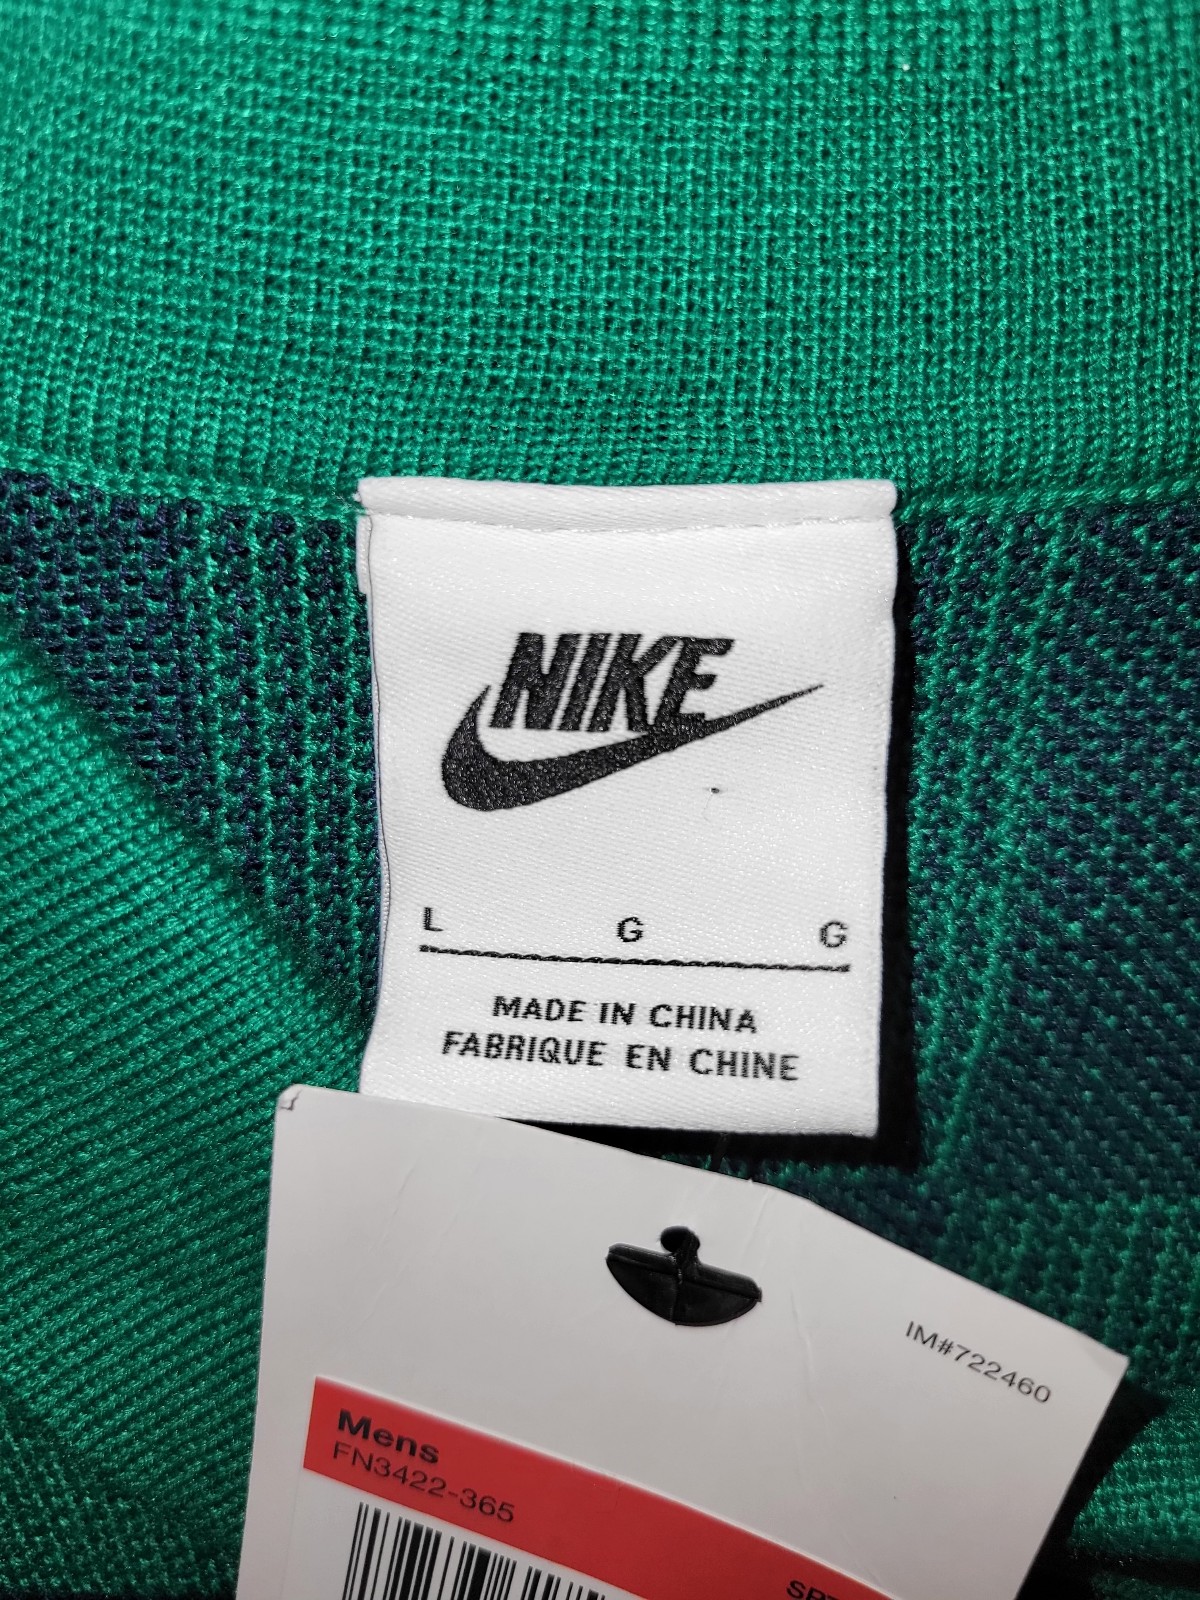 NIKE
L G G
MADE IN CHINA
FABRIQUE EN CHINE
IM#722460
Mens
FN3422-365